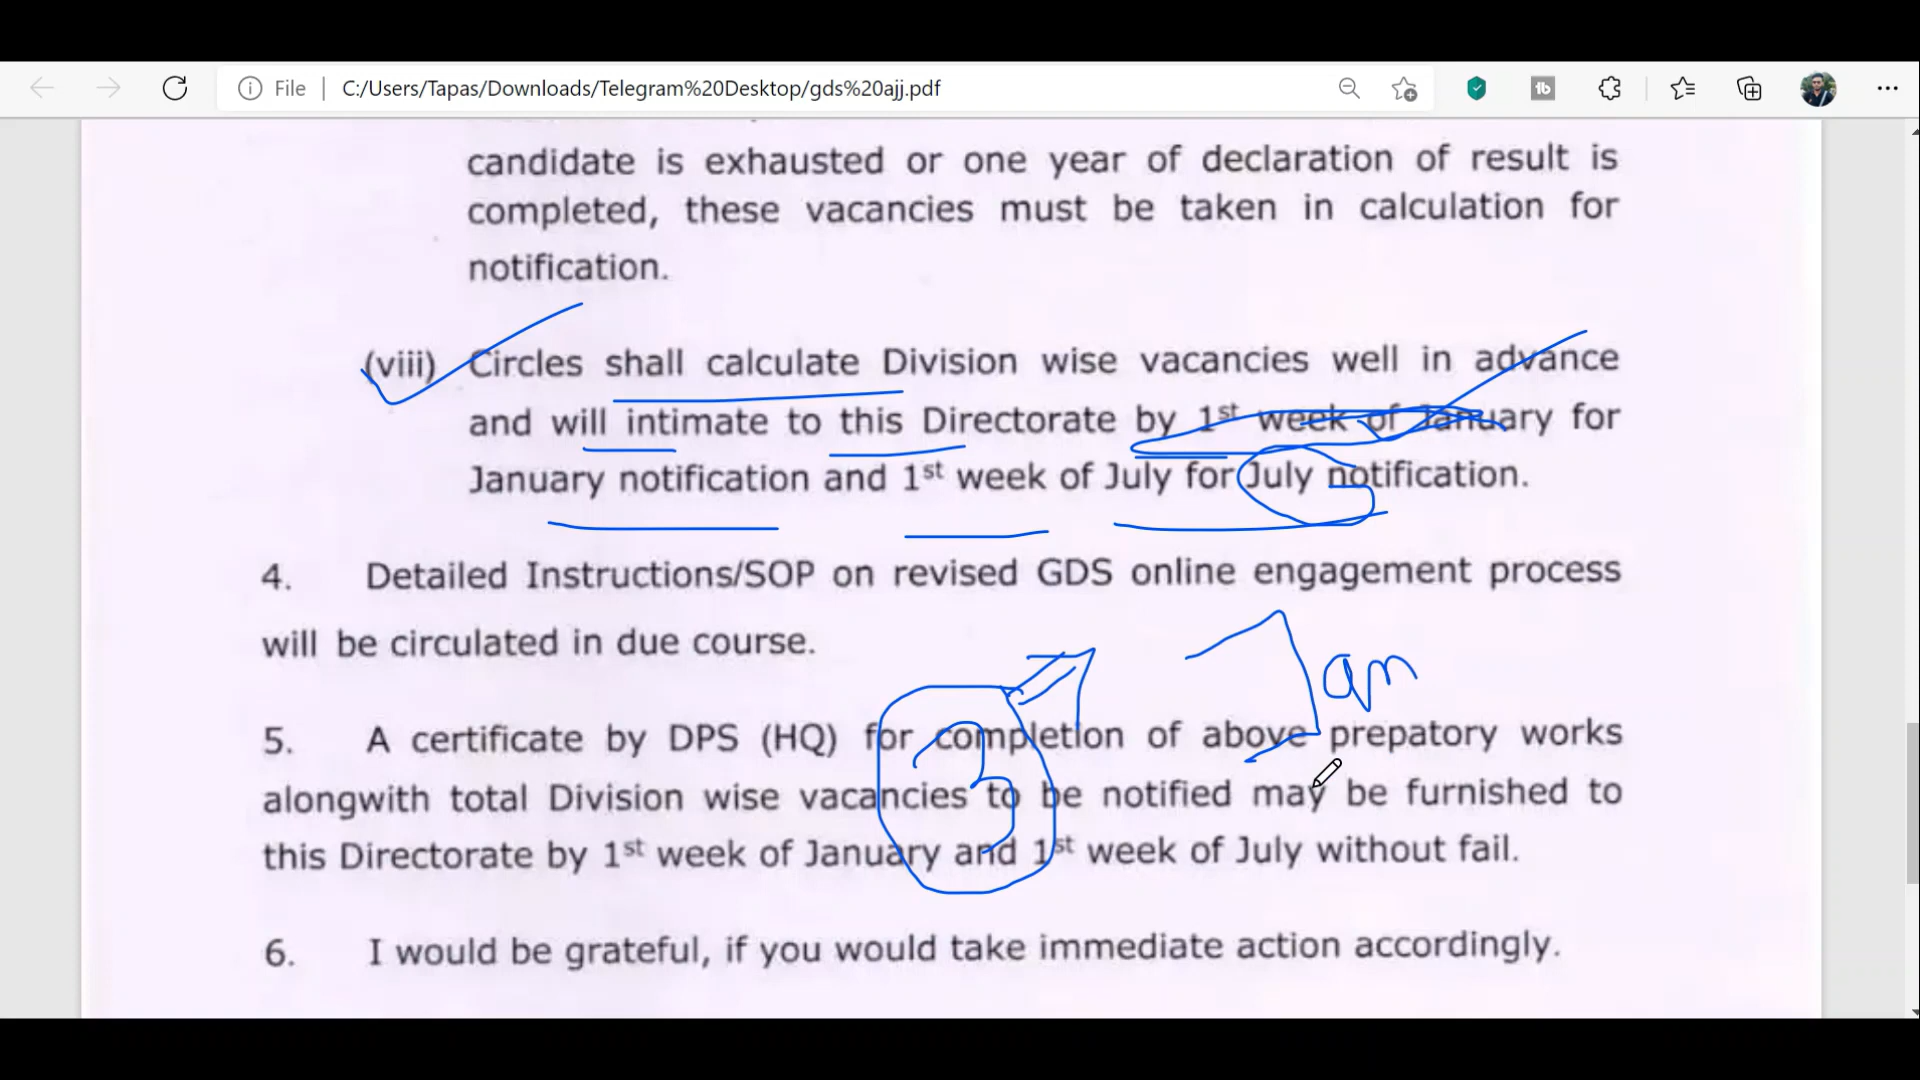 File
C:/Users/Tapas/Downloads/Telegram%20Desktop/gds%20ajj.pdf
candidate is exhausted or one year of declaration of result is
completed, these vacancies must be taken in calculation for
notification.
(viii) Circles shall calculate Division wise vacancies well in advance
and will intimate to this Directorate by 1st week of January for
January notification and 1st week of July for July notification.
4. Detailed Instructions/SOP on revised GDS online engagement process
will be circulated in due course.
Jan
3
5. A certificate by DPS (HQ) for completion of above prepatory works
alongwith total Division wise vacancies to be notified may be furnished to
this Directorate by 1st week of January and 1st week of July without fail.
6. I would be grateful, if you would take immediate action accordingly.